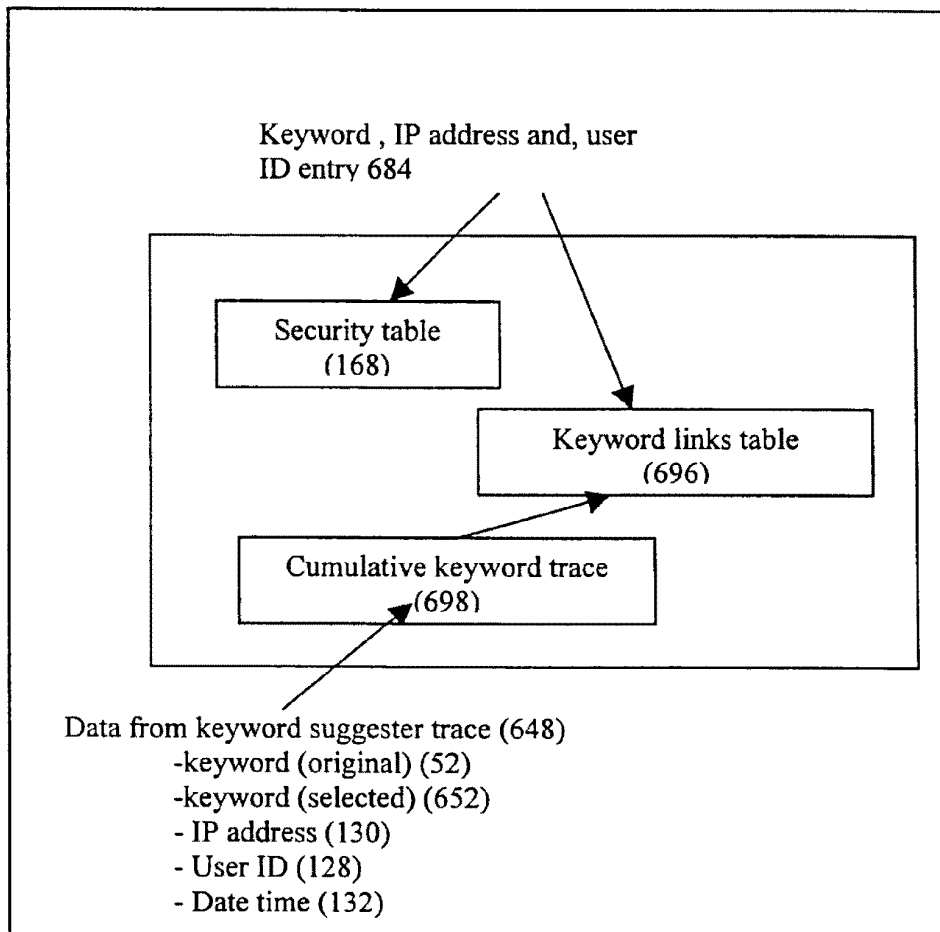 Keyword , IP address and, user
ID entry 684
Security table
(168)
Keyword links table
(696)
Cumulative keyword trace
(698)
Data from keyword suggester trace (648)
-keyword (original) (52)
-keyword (selected) (652)
- IP address (130)
- User ID (128)
- Date time (132)